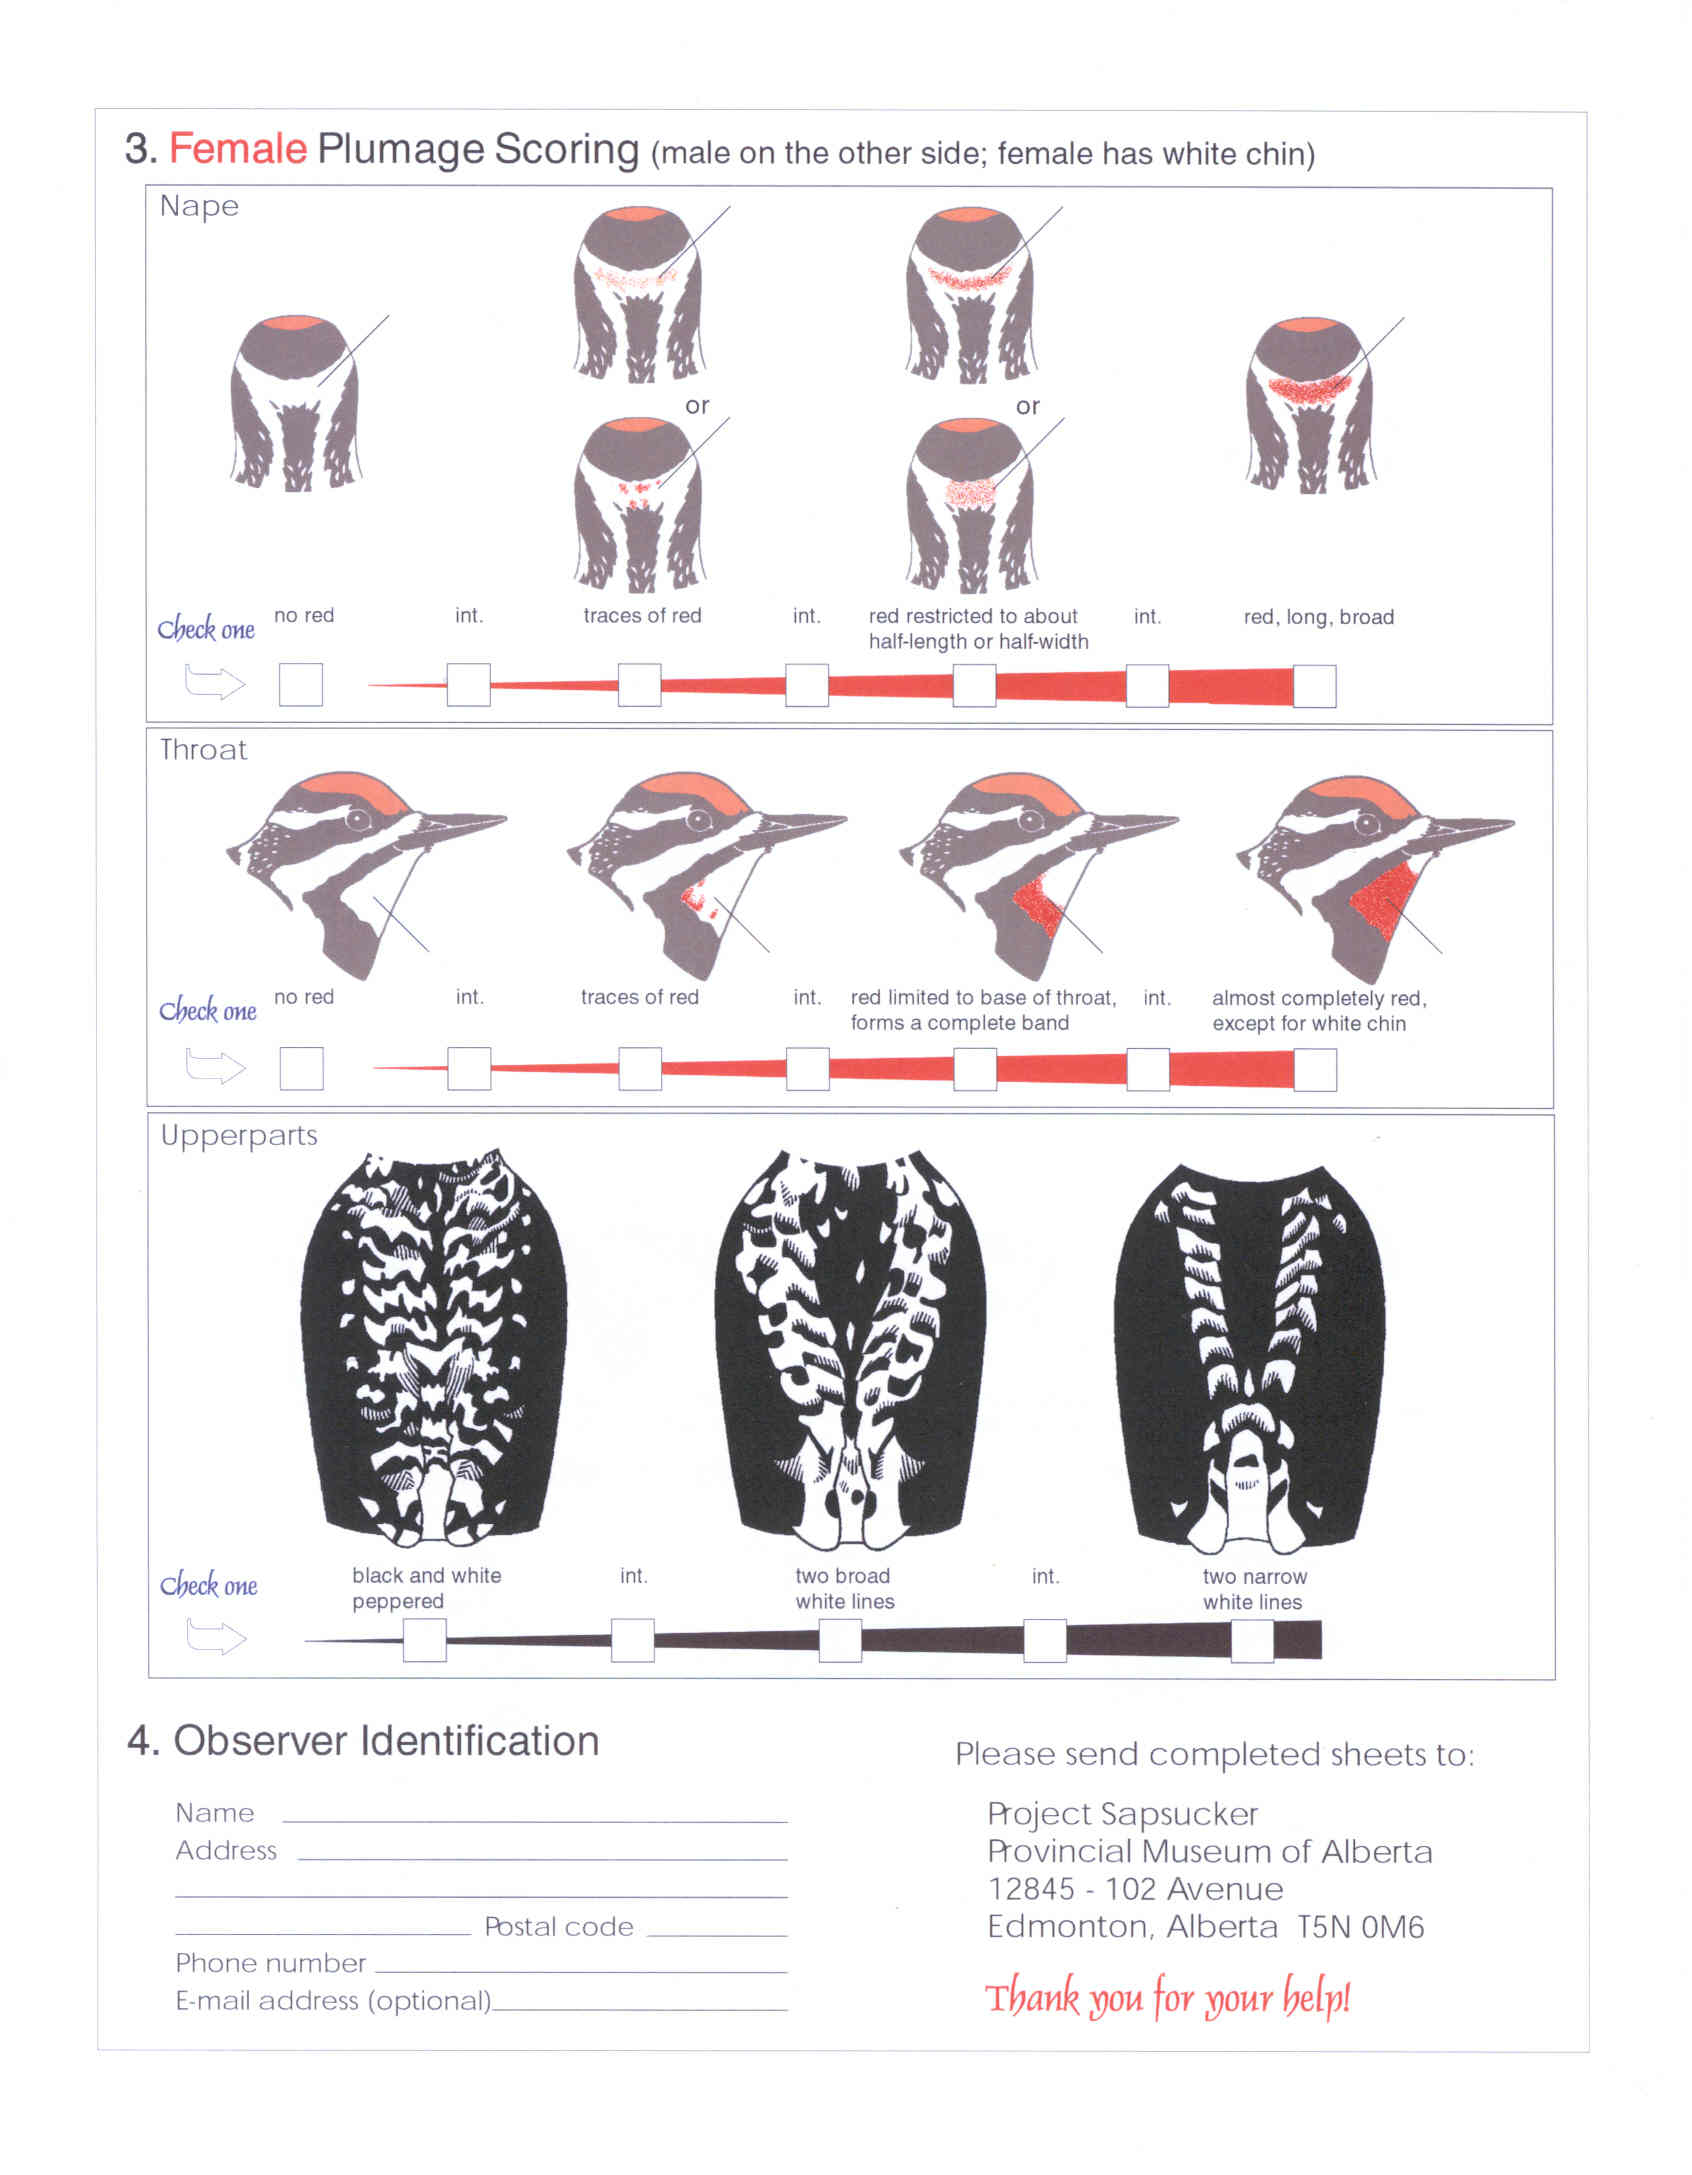 3. Female Plumage Scoring (male on the other side; female has white chin)
Nape
or
or
Check one
no red
int.
traces of red
int.
red restricted to about
half-length or half-width
int.
red, long, broad
Throat
Check one
no red
int.
traces of red
int.
red limited to base of throat,
forms a complete band
int.
almost completely red,
except for white chin
Upperparts
Check one
black and white
peppered
int.
two broad
white lines
int.
two narrow
white lines
4. Observer Identification
Name
Address
Postal code
Phone number
E-mail address (optional)
Please send completed sheets to:
Project Sapsucker
Provincial Museum of Alberta
12845 - 102 Avenue
Edmonton, Alberta T5N 0M6
Thank you for your help!